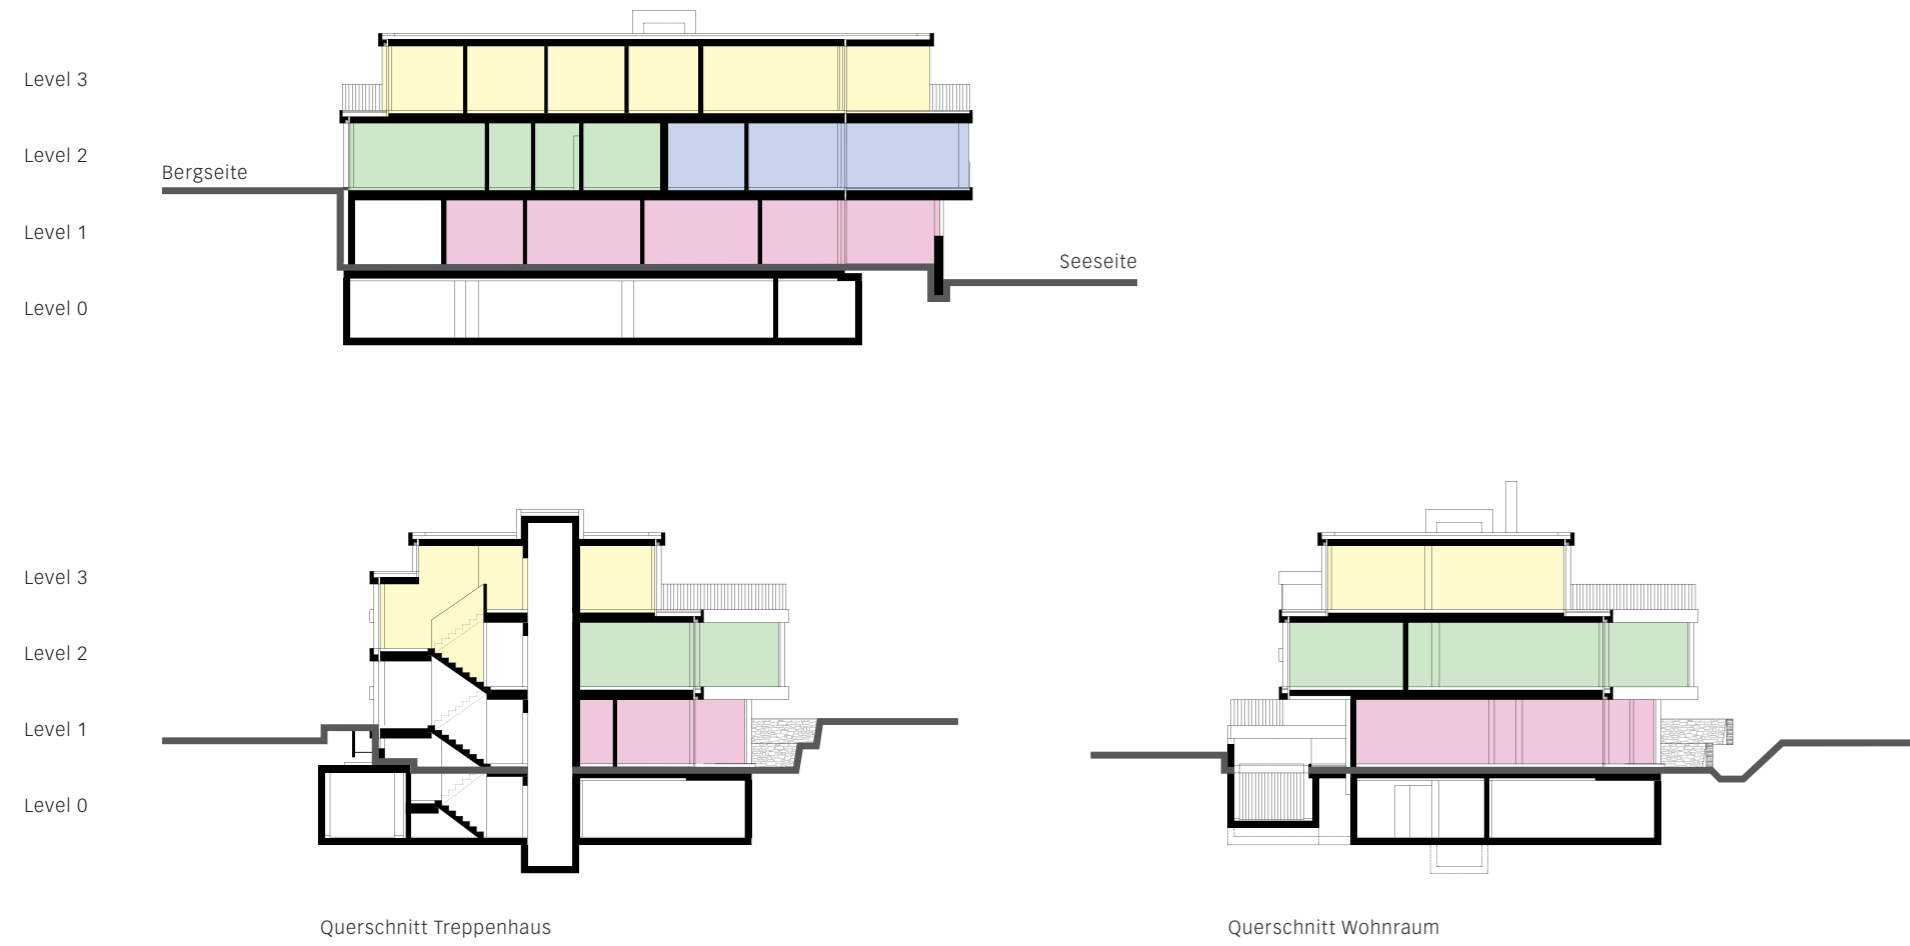 Level 3
Level 2
Bergseite
Level 1
Seeseite
Level 0
Level 3
Level 2
Level 1
Level 0
Querschnitt Treppenhaus
Querschnitt Wohnraum